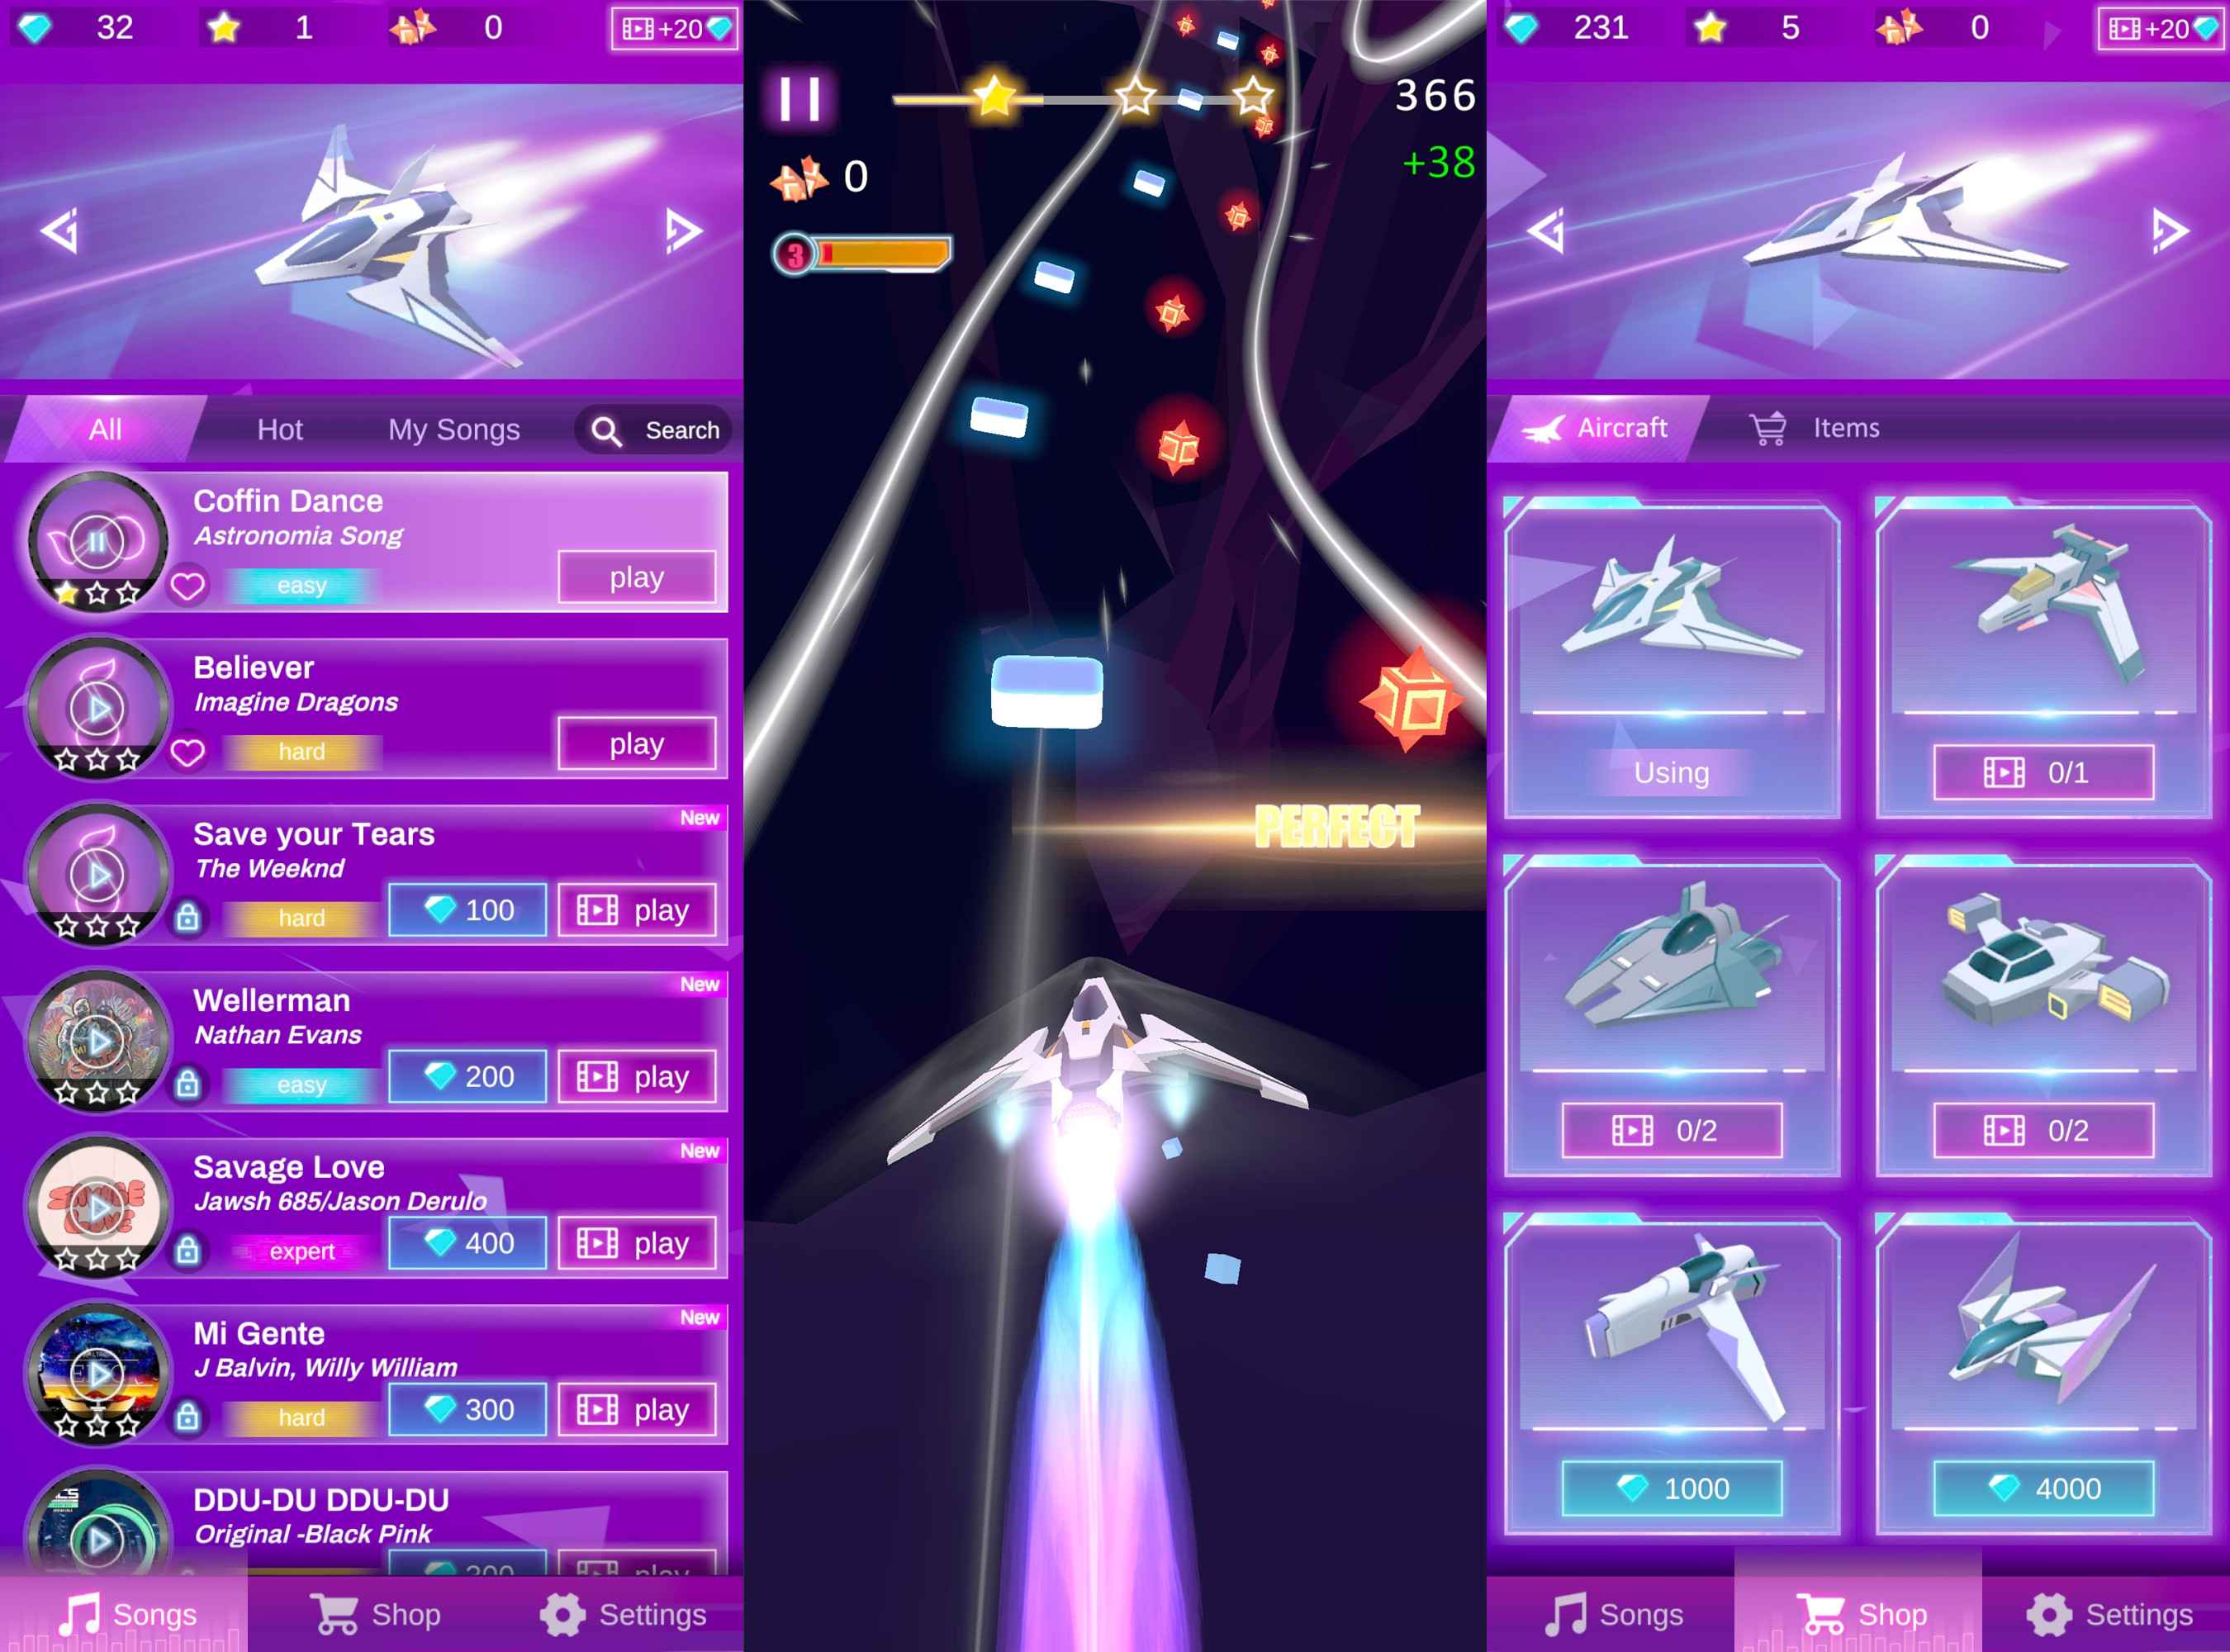 32 1 0 +20
All Hot My Songs Search
Coffin Dance
Astronomia Song
easy play
Believer
Imagine Dragons
hard play
New
Save your Tears
The Weeknd
hard 100 play
New
Wellerman
Nathan Evans
easy 200 play
New
Savage Love
Jawsh 685/Jason Derulo
expert 400 play
New
Mi Gente
J Balvin, Willy William
hard 300 play
DDU-DU DDU-DU
Original -Black Pink
Songs Shop Settings
366
+38
0
3
PERFECT
231 5 0 +20
Aircraft Items
Using 0/1
0/2 0/2
1000 4000
Songs Shop Settings